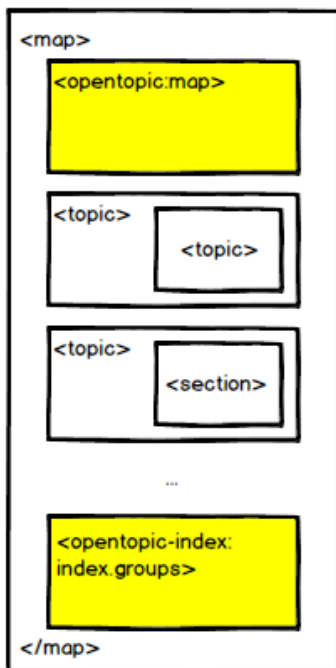 <map>
<opentopic:map>
<topic>
<topic>
<topic>
<section>
...
<opentopic-index:
index.groups>
</map>